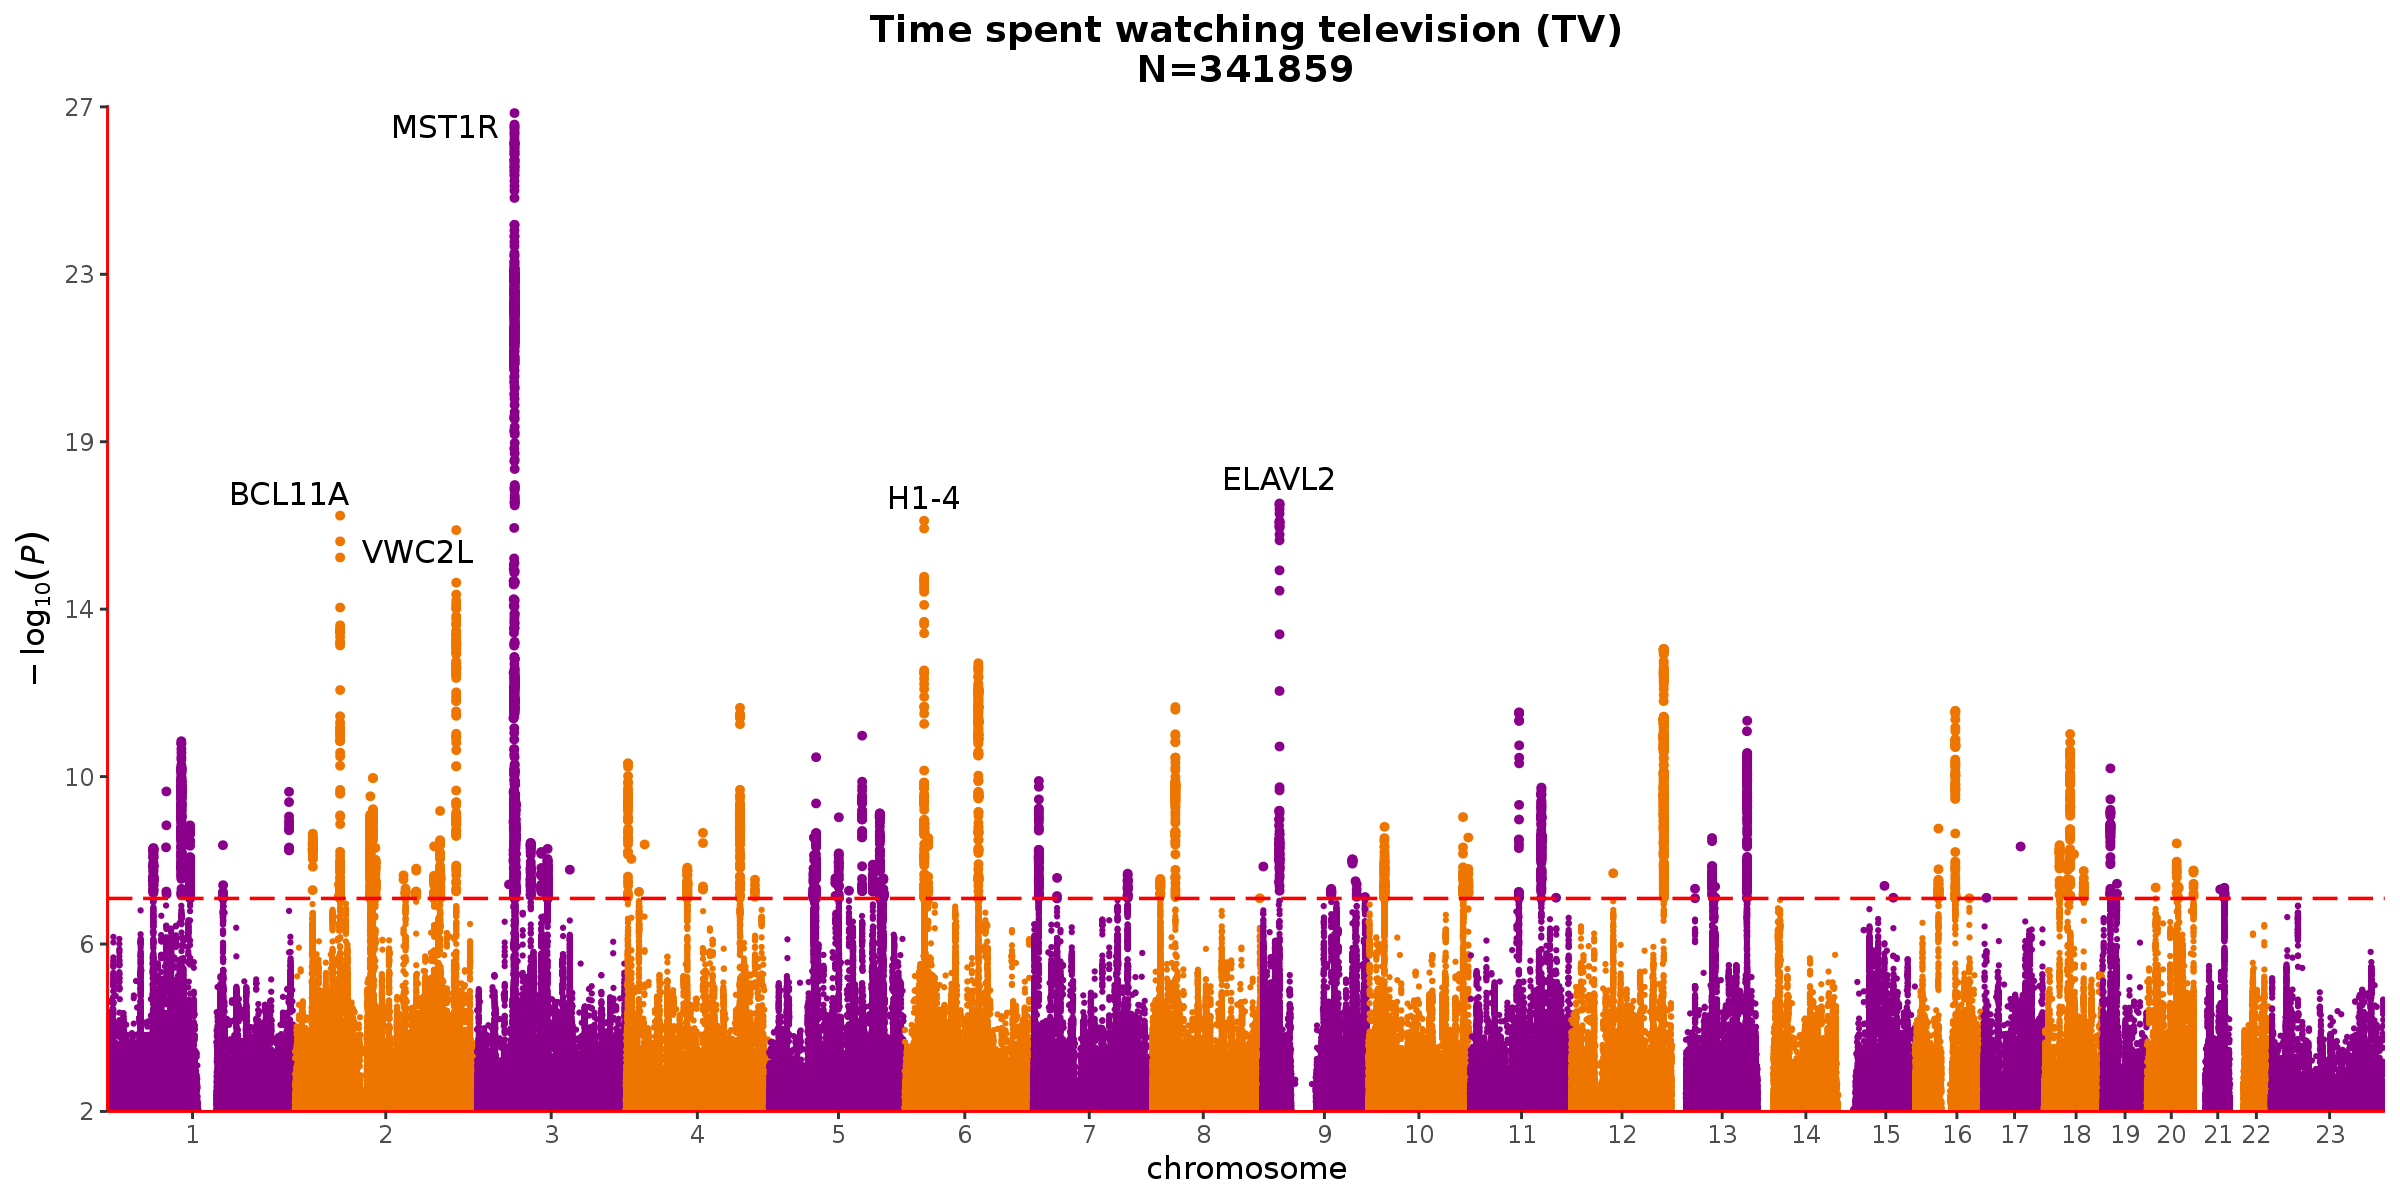 Time spent watching television (TV)
N=341859
27
23
19
14
10
6
2
−log10(P)
MST1R
BCL11A
VWC2L
H1-4
ELAVL2
1 2 3 4 5 6 7 8 9 10 11 12 13 14 15 16 17 18 19 20 21 22 23
chromosome